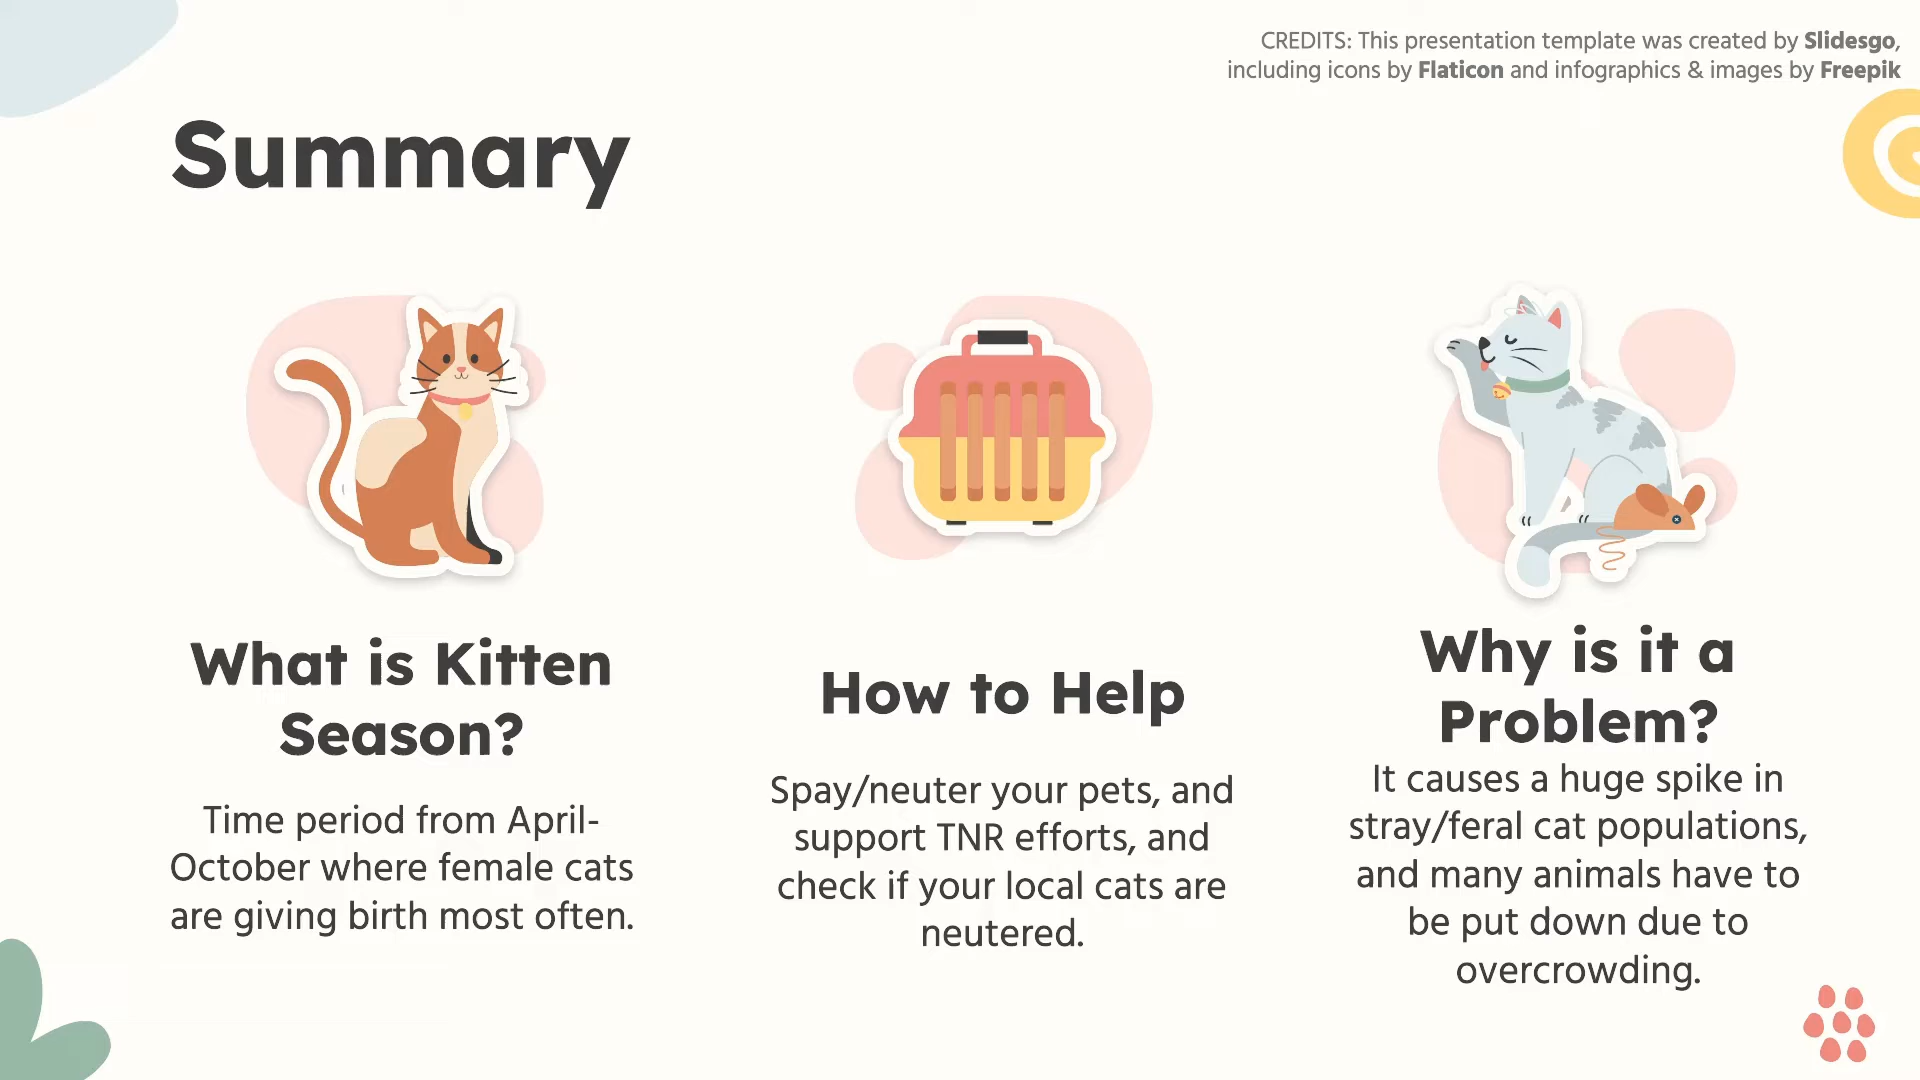 CREDITS: This presentation template was created by Slidesgo,
including icons by Flaticon and infographics & images by Freepik
Summary
What is Kitten
Season?
Time period from April-
October where female cats
are giving birth most often.
How to Help
Spay/neuter your pets, and
support TNR efforts, and
check if your local cats are
neutered.
Why is it a
Problem?
It causes a huge spike in
stray/feral cat populations,
and many animals have to
be put down due to
overcrowding.